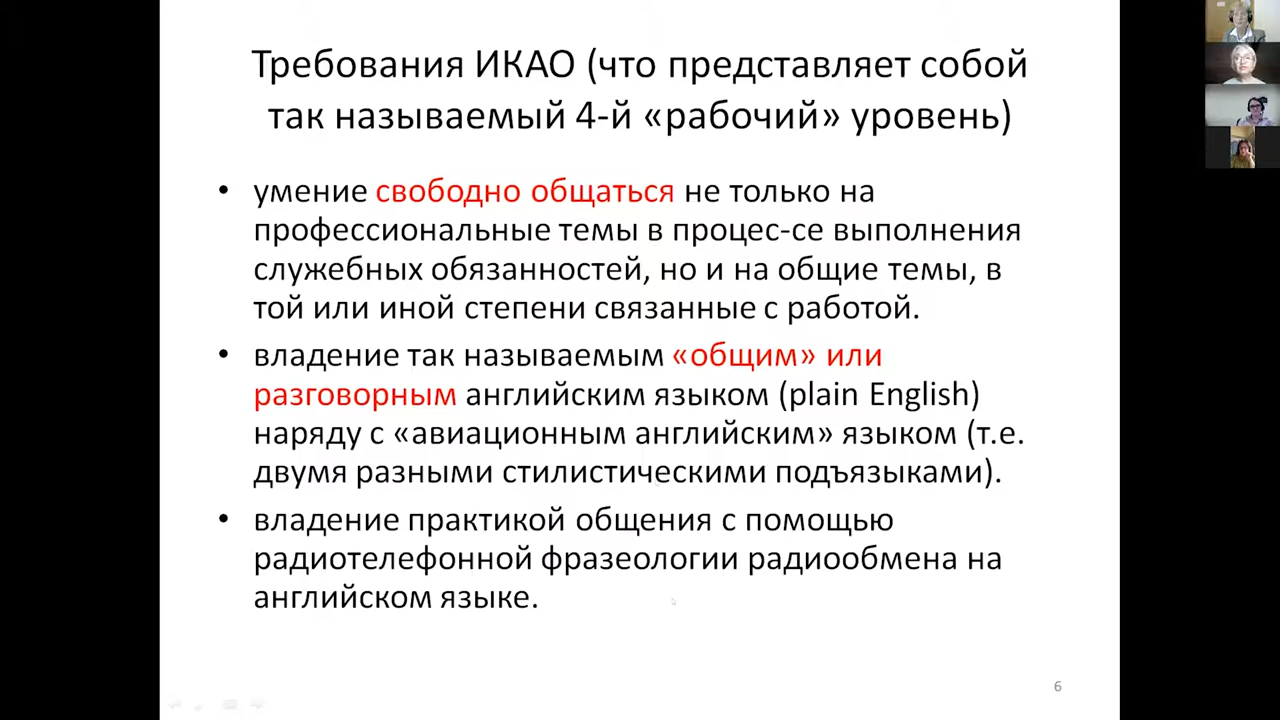 Требования ИКАО (что представляет собой
так называемый 4-й «рабочий» уровень)
• умение свободно общаться не только на
профессиональные темы в процес-се выполнения
служебных обязанностей, но и на общие темы, в
той или иной степени связанные с работой.
• владение так называемым «общим» или
разговорным английским языком (plain English)
наряду с «авиационным английским» языком (т.е.
двумя разными стилистическими подъязыками).
• владение практикой общения с помощью
радиотелефонной фразеологии радиообмена на
английском языке.
6